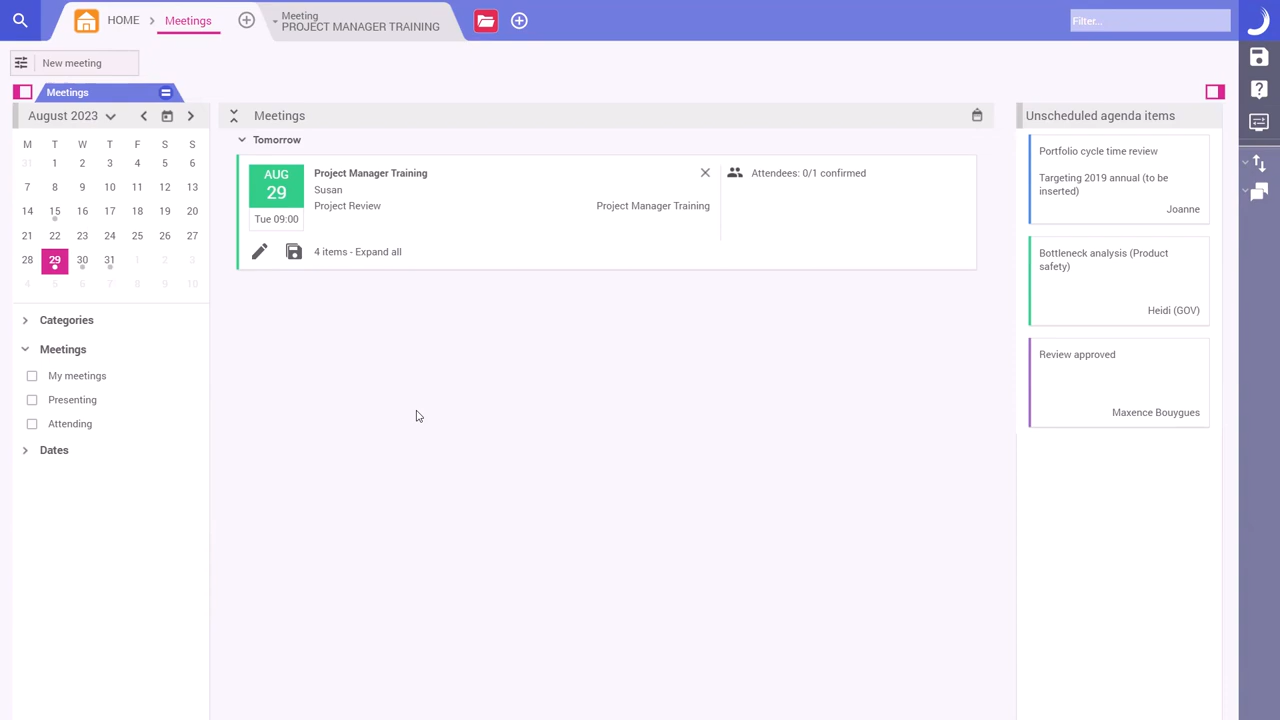 HOME
Meetings
Meeting
PROJECT MANAGER TRAINING
Filter...
New meeting
Meetings
August 2023
M T W T F S S
31 1 2 3 4 5 6
7 8 9 10 11 12 13
14 15 16 17 18 19 20
21 22 23 24 25 26 27
28 29 30 31 1 2 3
4 5 6 7 8 9 10
Categories
Meetings
My meetings
Presenting
Attending
Dates
Meetings
Tomorrow
AUG
29
Tue 09:00
Project Manager Training
Susan
Project Review
Project Manager Training
4 items - Expand all
Attendees: 0/1 confirmed
Unscheduled agenda items
Portfolio cycle time review
Targeting 2019 annual (to be
inserted)
Joanne
Bottleneck analysis (Product
safety)
Heidi (GOV)
Review approved
Maxence Bouygues